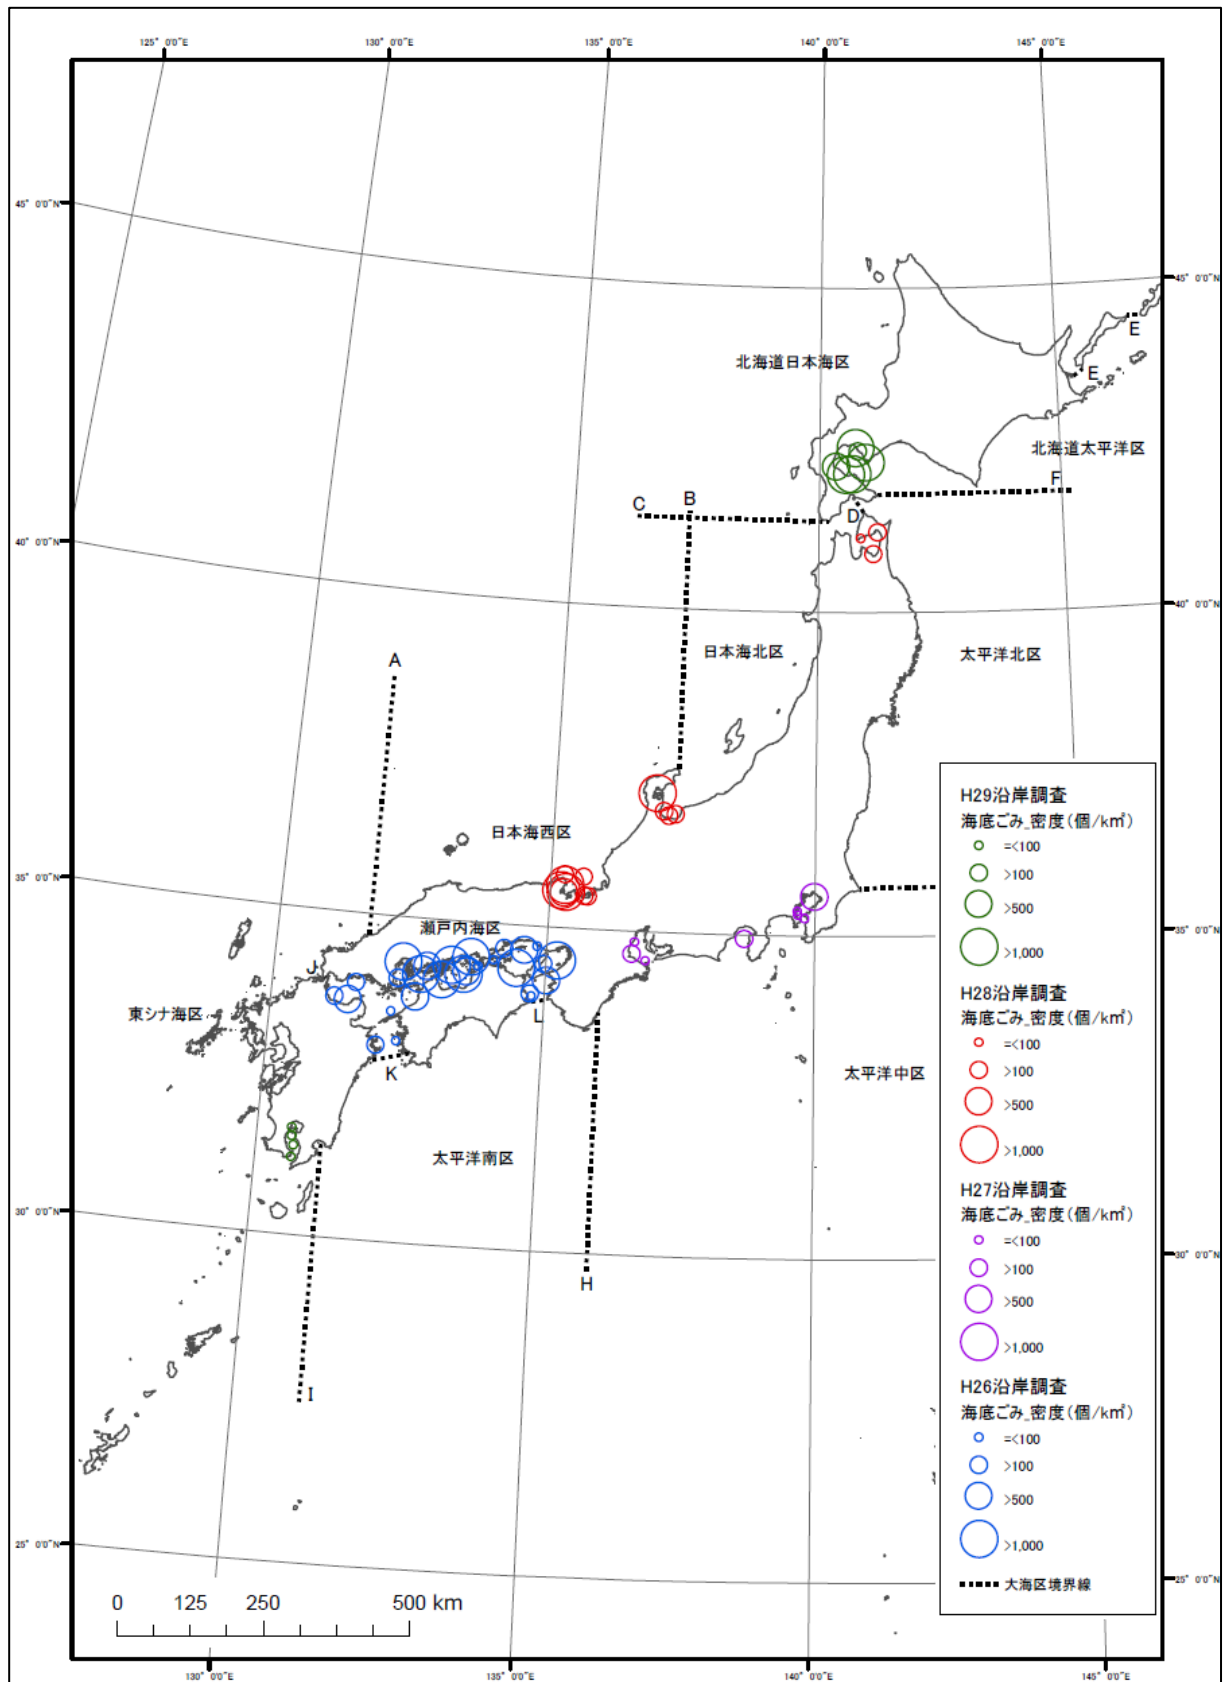 125° 0'0"E
130° 0'0"E
135° 0'0"E
140° 0'0"E
145° 0'0"E
45° 0'0"N
45° 0'0"N
E
北海道日本海区
E
北海道太平洋区
F
B
C
D
40° 0'0"N
40° 0'0"N
日本海北区
太平洋北区
A
日本海西区
35° 0'0"N
35° 0'0"N
瀬戸内海区
J
東シナ海区
L
K
太平洋中区
太平洋南区
30° 0'0"N
30° 0'0"N
H
I
25° 0'0"N
25° 0'0"N
H29沿岸調査
海底ごみ_密度(個/k㎡)
=<100
>100
>500
>1,000
H28沿岸調査
海底ごみ_密度(個/k㎡)
=<100
>100
>500
>1,000
H27沿岸調査
海底ごみ_密度(個/k㎡)
=<100
>100
>500
>1,000
H26沿岸調査
海底ごみ_密度(個/k㎡)
=<100
>100
>500
>1,000
大海区境界線
0 125 250 500 km
130° 0'0"E
135° 0'0"E
140° 0'0"E
145° 0'0"E